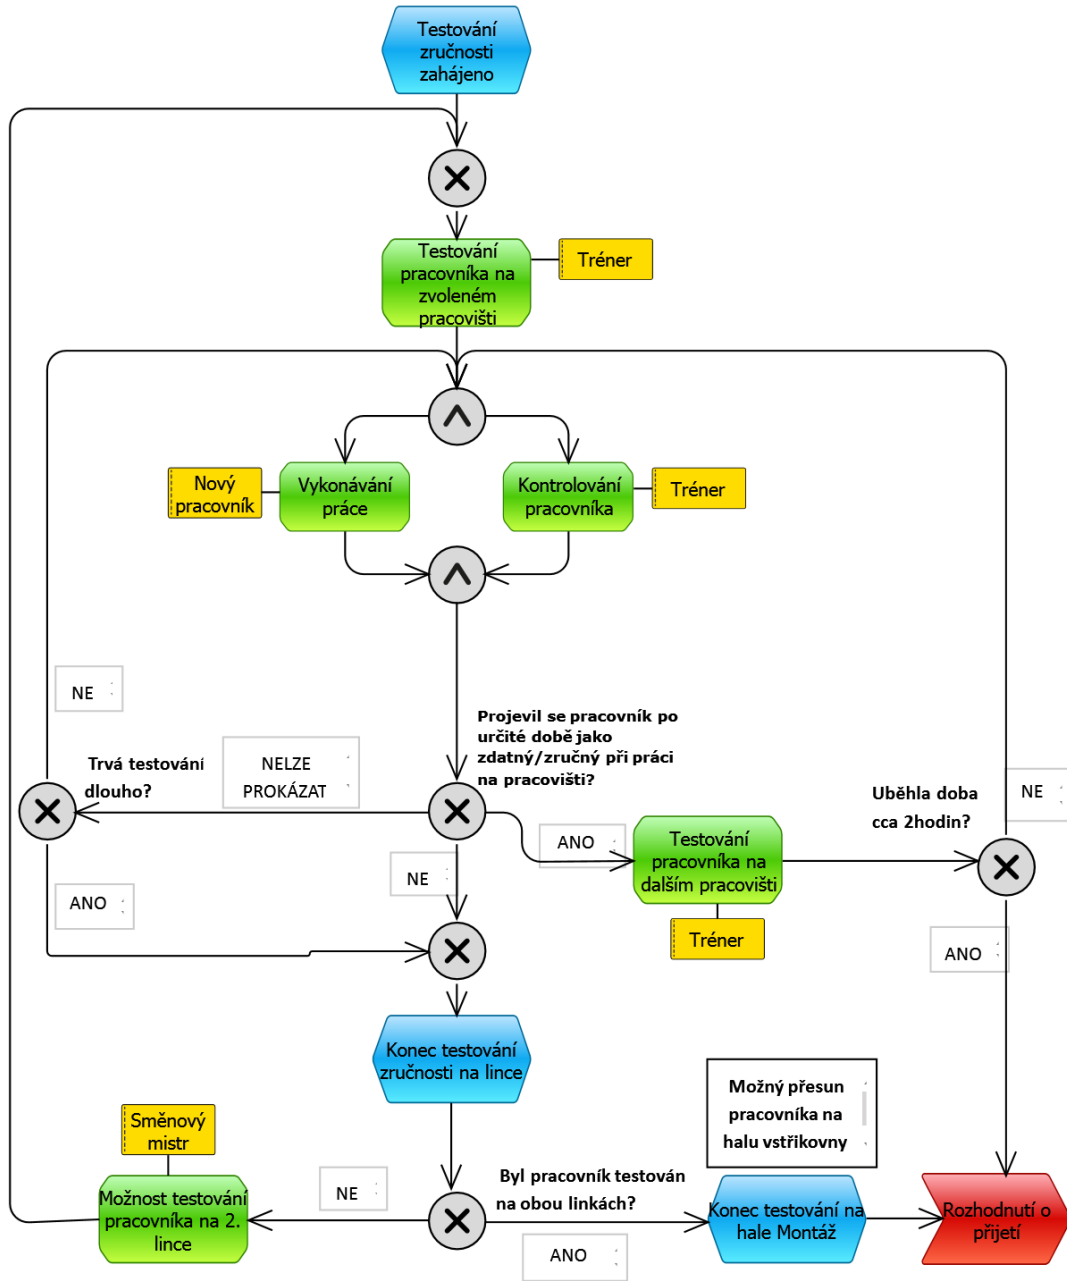 Testování
zručnosti
zahájeno
Testování
pracovníka na
zvoleném
pracovišti
Tréner
Nový
pracovník
Vykonávání
práce
Kontrolování
pracovníka
Tréner
NE
Projevil se pracovník po
určité době jako
zdatný/zručný při práci
na pracovišti?
Trvá testování
dlouho?
NELZE
PROKÁZAT
Uběhla doba
cca 2hodin?
NE
ANO
Testování
pracovníka na
dalším pracovišti
NE
ANO
Tréner
ANO
Konec testování
zručnosti na lince
Možný přesun
pracovníka na
halu vstřikovny
Směnový
mistr
Možnost testování
pracovníka na 2.
lince
NE
Byl pracovník testován
na obou linkách?
ANO
Konec testování na
hale Montáž
Rozhodnutí o
přijetí